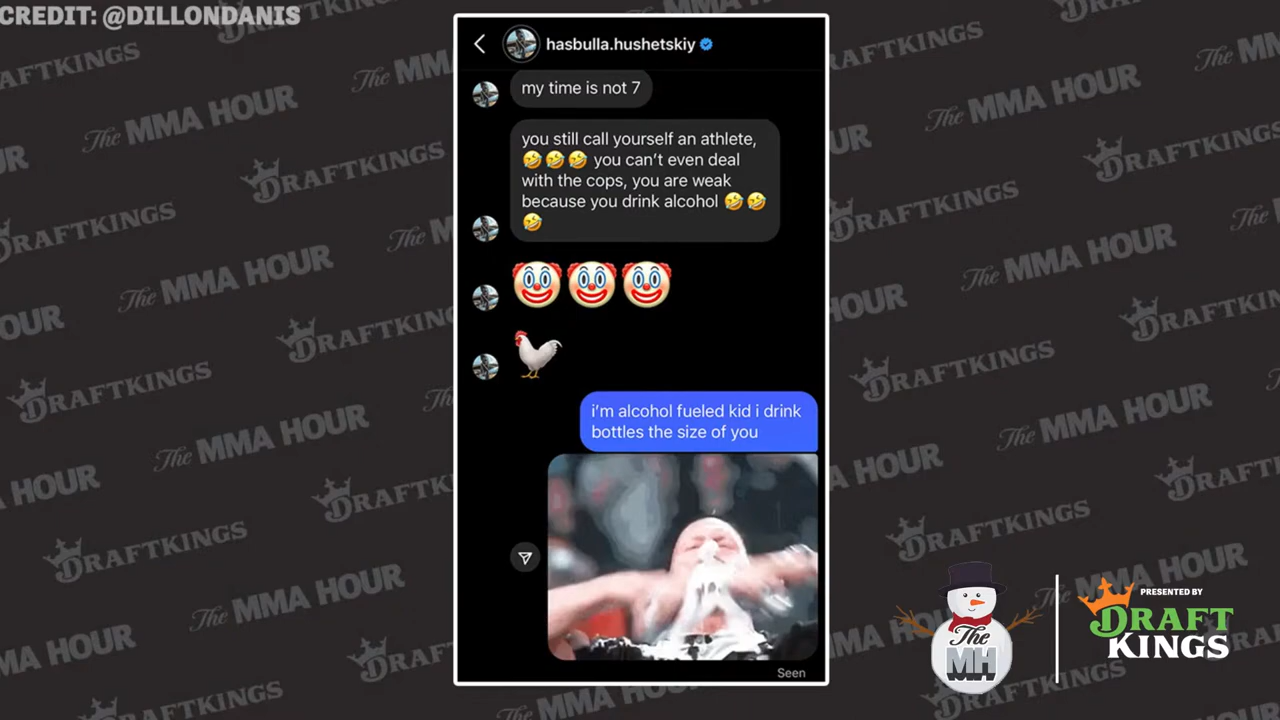 CREDIT: @DILLONDANIS
hasbulla.hushetskiy
my time is not 7
you still call yourself an athlete,
🤣🤣🤣 you can't even deal
with the cops, you are weak
because you drink alcohol 🤣🤣
🤣
🤡🤡🤡
🐓
i'm alcohol fueled kid i drink
bottles the size of you
Seen
The
MH
PRESENTED BY
DRAFT
KINGS
The MMA HOUR
DRAFTKINGS